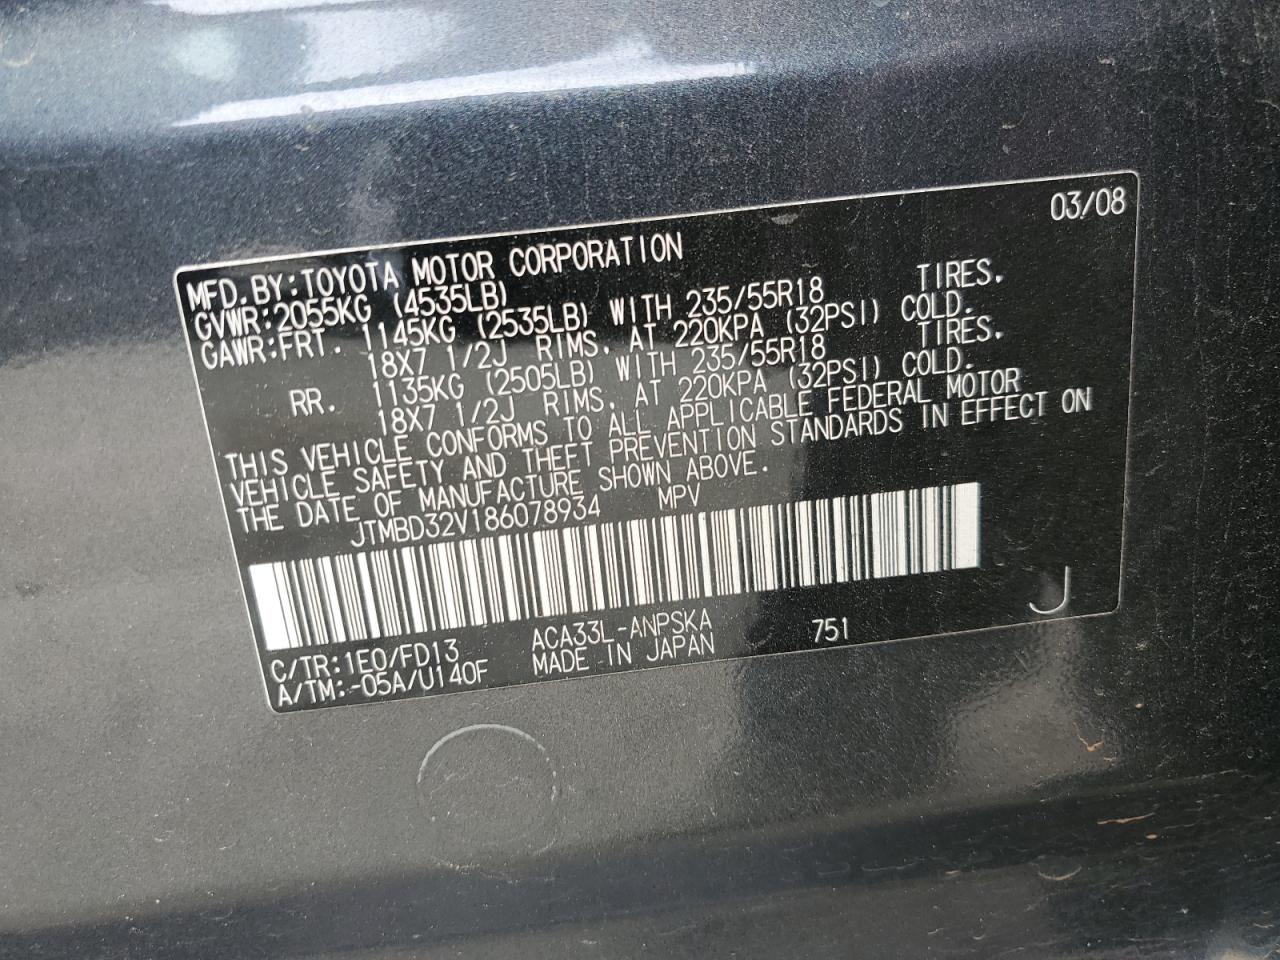 03/08
MFD.BY:TOYOTA MOTOR CORPORATION
GVWR:2055KG (4535LB)
GAWR:FRT. 1145KG (2535LB) WITH 235/55R18 TIRES.
18X7 1/2J RIMS. AT 220KPA (32PSI) COLD.
RR. 1135KG (2505LB) WITH 235/55R18 TIRES.
18X7 1/2J RIMS. AT 220KPA (32PSI) COLD.
THIS VEHICLE CONFORMS TO ALL APPLICABLE FEDERAL MOTOR
VEHICLE SAFETY AND THEFT PREVENTION STANDARDS IN EFFECT ON
THE DATE OF MANUFACTURE SHOWN ABOVE.
JTMBD32V186078934 MPV
C/TR:1E0/FD13 ACA33L-ANPSKA 751 J
A/TM:-05A/U140F MADE IN JAPAN